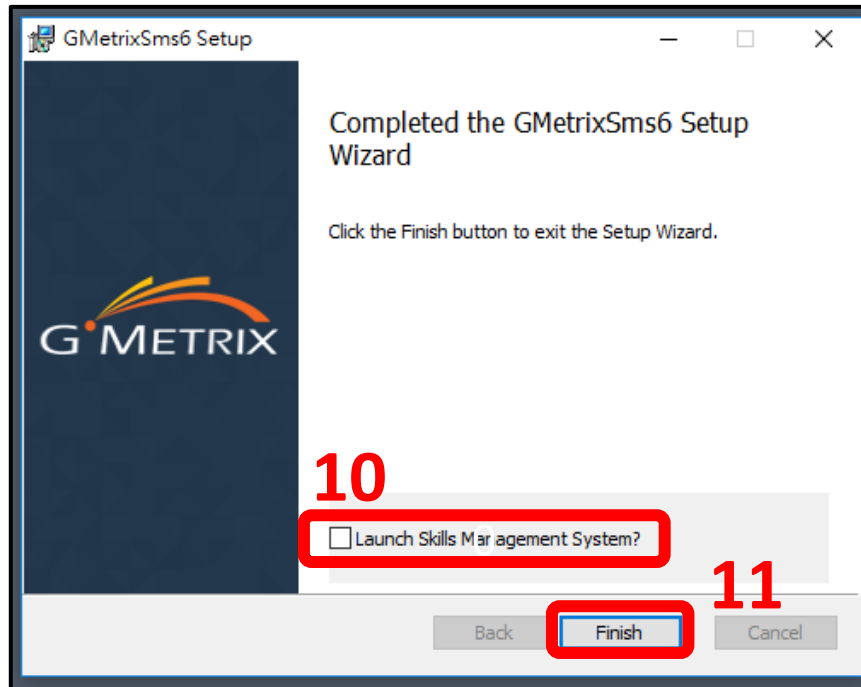 GMetrixSms6 Setup
Completed the GMetrixSms6 Setup
Wizard
Click the Finish button to exit the Setup Wizard.
G METRIX
10
Launch Skills Management System?
11
Back Finish Cancel